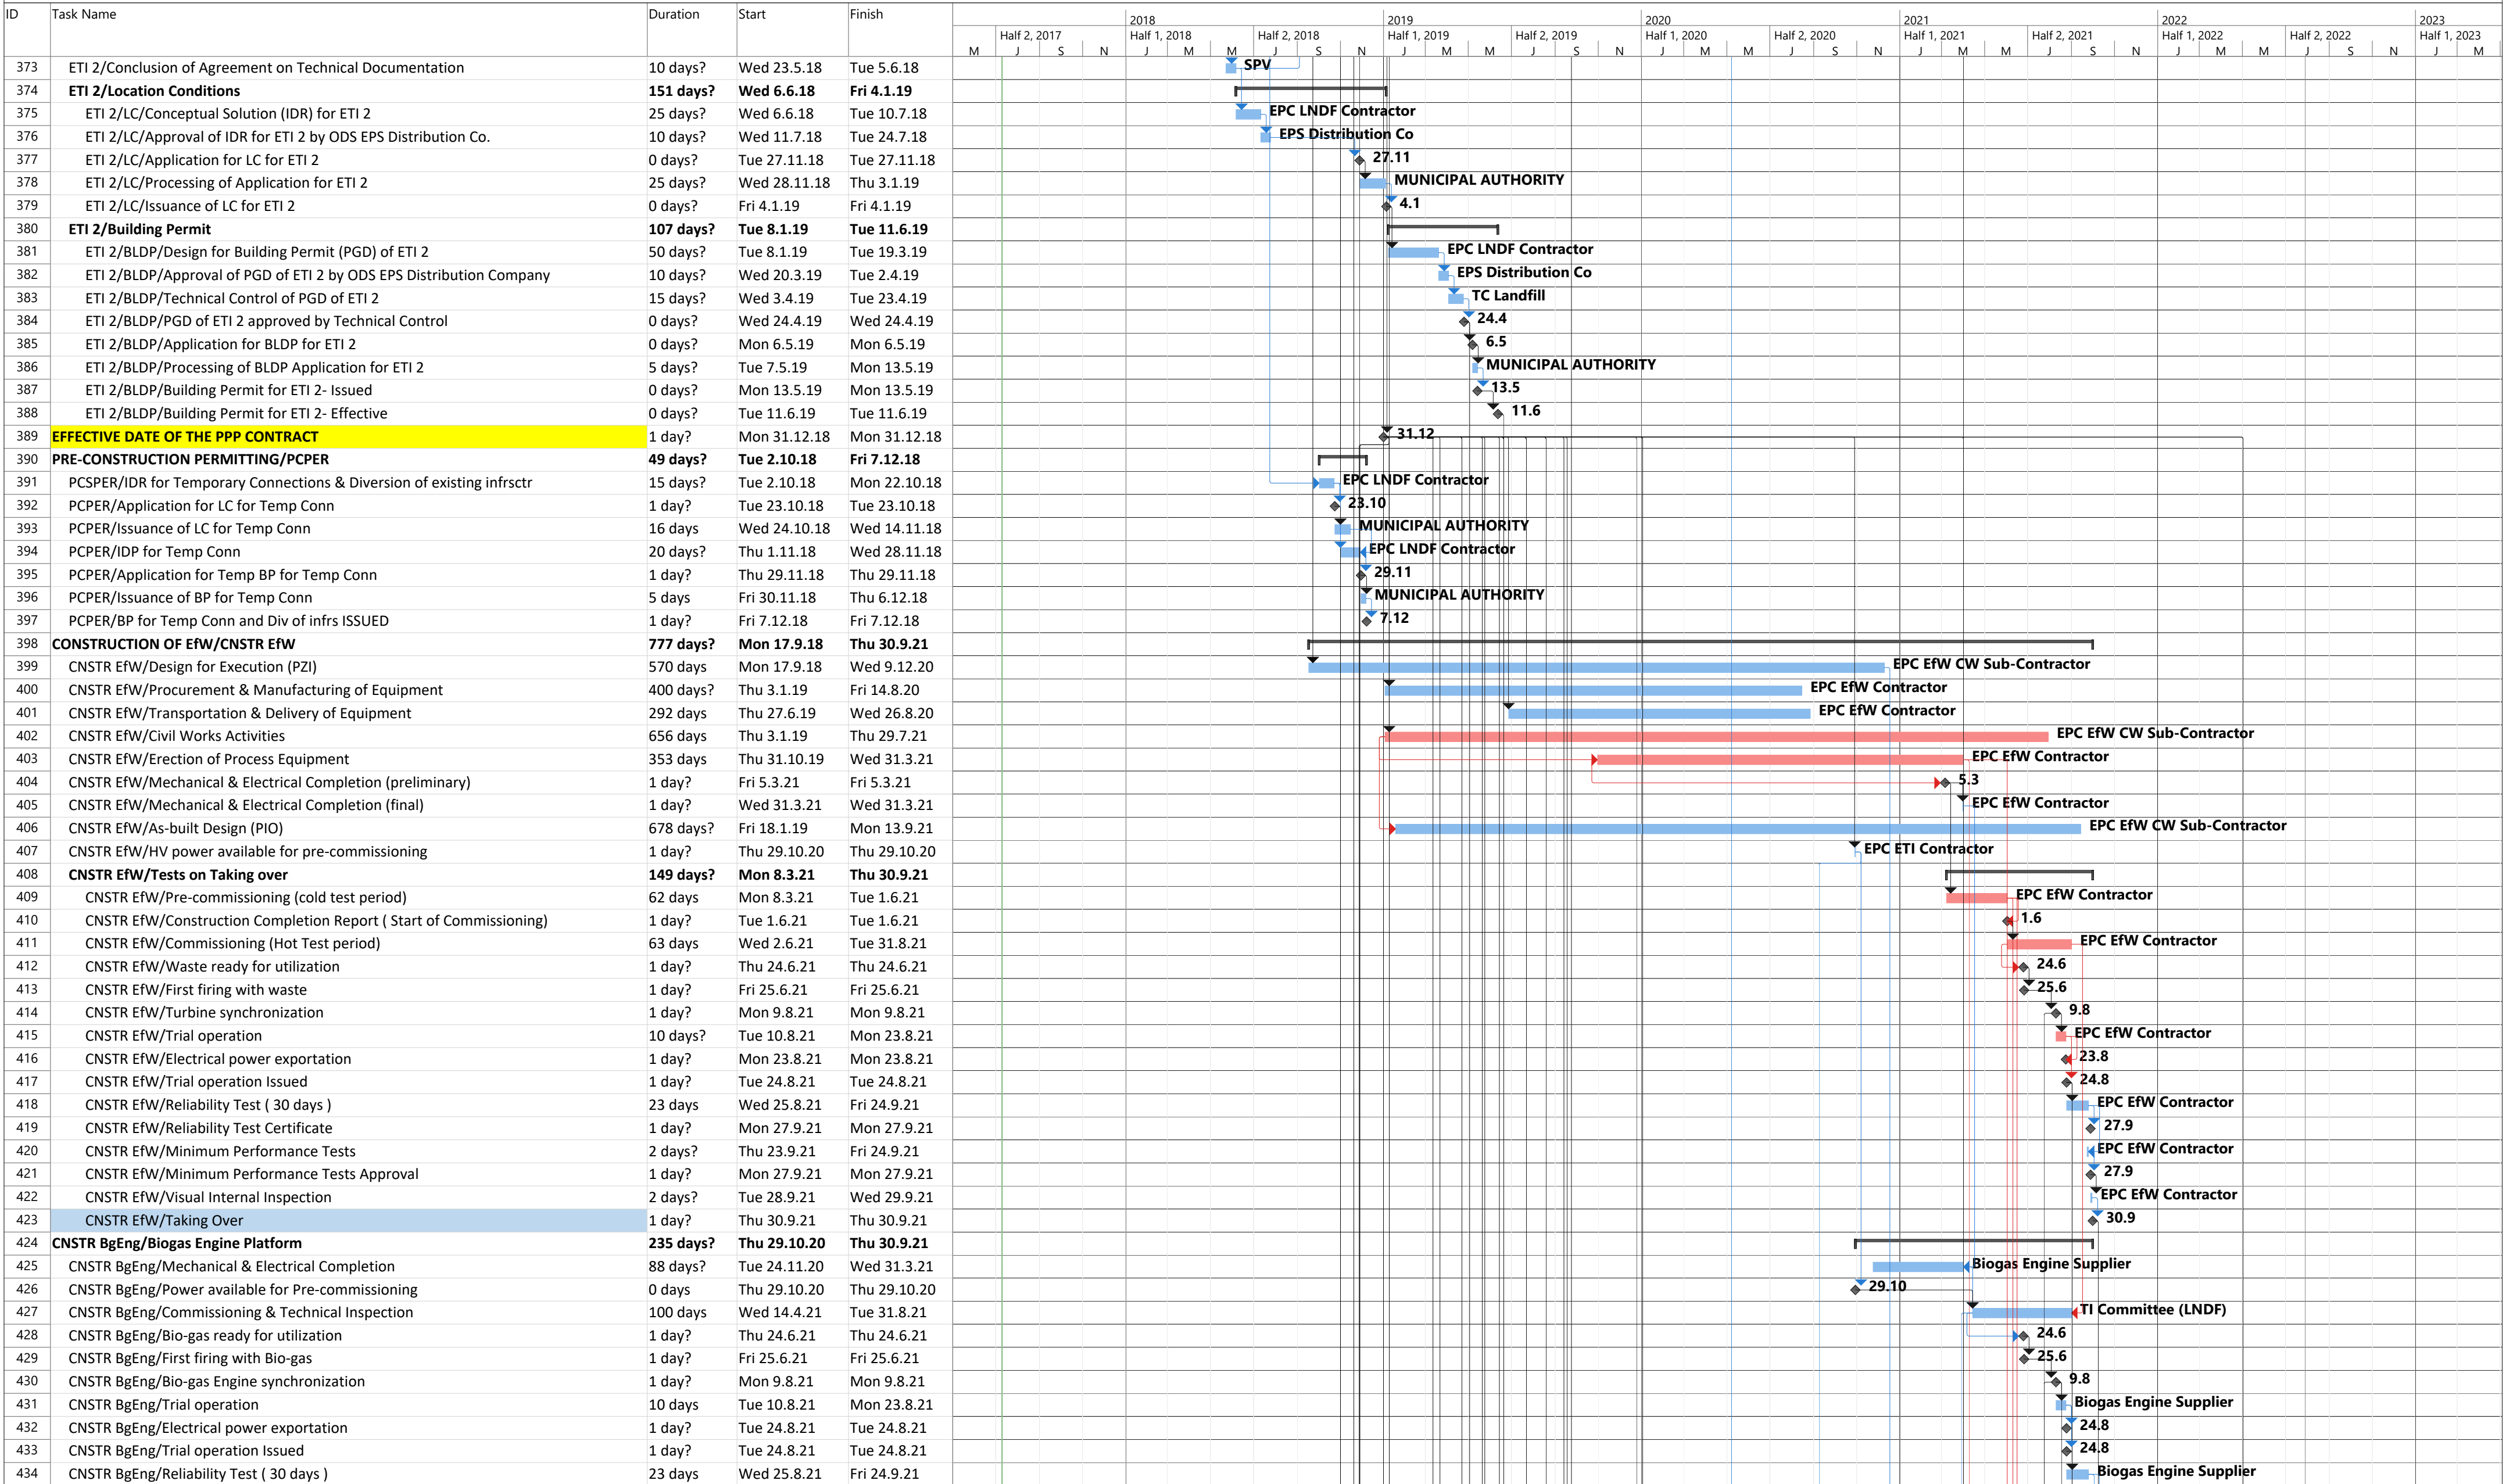 ID Task Name Duration Start Finish
2018 2019 2020 2021 2022 2023
Half 2, 2017 Half 1, 2018 Half 2, 2018 Half 1, 2019 Half 2, 2019 Half 1, 2020 Half 2, 2020 Half 1, 2021 Half 2, 2021 Half 1, 2022 Half 2, 2022 Half 1, 2023
M J S N J M M J S N J M M J S N J M M J S N J M M J S N J M M J S N J M
373 ETI 2/Conclusion of Agreement on Technical Documentation 10 days? Wed 23.5.18 Tue 5.6.18 SPV
374 ETI 2/Location Conditions 151 days? Wed 6.6.18 Fri 4.1.19
375 ETI 2/LC/Conceptual Solution (IDR) for ETI 2 25 days? Wed 6.6.18 Tue 10.7.18 EPC LNDF Contractor
376 ETI 2/LC/Approval of IDR for ETI 2 by ODS EPS Distribution Co. 10 days? Wed 11.7.18 Tue 24.7.18 EPS Distribution Co
377 ETI 2/LC/Application for LC for ETI 2 0 days? Tue 27.11.18 Tue 27.11.18 27.11
378 ETI 2/LC/Processing of Application for ETI 2 25 days? Wed 28.11.18 Thu 3.1.19 MUNICIPAL AUTHORITY
379 ETI 2/LC/Issuance of LC for ETI 2 0 days? Fri 4.1.19 Fri 4.1.19 4.1
380 ETI 2/Building Permit 107 days? Tue 8.1.19 Tue 11.6.19
381 ETI 2/BLDP/Design for Building Permit (PGD) of ETI 2 50 days? Tue 8.1.19 Tue 19.3.19 EPC LNDF Contractor
382 ETI 2/BLDP/Approval of PGD of ETI 2 by ODS EPS Distribution Company 10 days? Wed 20.3.19 Tue 2.4.19 EPS Distribution Co
383 ETI 2/BLDP/Technical Control of PGD of ETI 2 15 days? Wed 3.4.19 Tue 23.4.19 TC Landfill
384 ETI 2/BLDP/PGD of ETI 2 approved by Technical Control 0 days? Wed 24.4.19 Wed 24.4.19 24.4
385 ETI 2/BLDP/Application for BLDP for ETI 2 0 days? Mon 6.5.19 Mon 6.5.19 6.5
386 ETI 2/BLDP/Processing of BLDP Application for ETI 2 5 days? Tue 7.5.19 Mon 13.5.19 MUNICIPAL AUTHORITY
387 ETI 2/BLDP/Building Permit for ETI 2- Issued 0 days? Mon 13.5.19 Mon 13.5.19 13.5
388 ETI 2/BLDP/Building Permit for ETI 2- Effective 0 days? Tue 11.6.19 Tue 11.6.19 11.6
389 EFFECTIVE DATE OF THE PPP CONTRACT 1 day? Mon 31.12.18 Mon 31.12.18 31.12
390 PRE-CONSTRUCTION PERMITTING/PCPER 49 days? Tue 2.10.18 Fri 7.12.18
391 PCSPER/IDR for Temporary Connections & Diversion of existing infrsctr 15 days? Tue 2.10.18 Mon 22.10.18 EPC LNDF Contractor
392 PCPER/Application for LC for Temp Conn 1 day? Tue 23.10.18 Tue 23.10.18 23.10
393 PCPER/Issuance of LC for Temp Conn 16 days Wed 24.10.18 Wed 14.11.18 MUNICIPAL AUTHORITY
394 PCPER/IDP for Temp Conn 20 days? Thu 1.11.18 Wed 28.11.18 EPC LNDF Contractor
395 PCPER/Application for Temp BP for Temp Conn 1 day? Thu 29.11.18 Thu 29.11.18 29.11
396 PCPER/Issuance of BP for Temp Conn 5 days Fri 30.11.18 Thu 6.12.18 MUNICIPAL AUTHORITY
397 PCPER/BP for Temp Conn and Div of infrs ISSUED 1 day? Fri 7.12.18 Fri 7.12.18 7.12
398 CONSTRUCTION OF EfW/CNSTR EfW 777 days? Mon 17.9.18 Thu 30.9.21
399 CNSTR EfW/Design for Execution (PZI) 570 days Mon 17.9.18 Wed 9.12.20 EPC EfW CW Sub-Contractor
400 CNSTR EfW/Procurement & Manufacturing of Equipment 400 days? Thu 3.1.19 Fri 14.8.20 EPC EfW Contractor
401 CNSTR EfW/Transportation & Delivery of Equipment 292 days Thu 27.6.19 Wed 26.8.20 EPC EfW Contractor
402 CNSTR EfW/Civil Works Activities 656 days Thu 3.1.19 Thu 29.7.21 EPC EfW CW Sub-Contractor
403 CNSTR EfW/Erection of Process Equipment 353 days Thu 31.10.19 Wed 31.3.21 EPC EfW Contractor
404 CNSTR EfW/Mechanical & Electrical Completion (preliminary) 1 day? Fri 5.3.21 Fri 5.3.21 5.3
405 CNSTR EfW/Mechanical & Electrical Completion (final) 1 day? Wed 31.3.21 Wed 31.3.21 EPC EfW Contractor
406 CNSTR EfW/As-built Design (PIO) 678 days? Fri 18.1.19 Mon 13.9.21 EPC EfW CW Sub-Contractor
407 CNSTR EfW/HV power available for pre-commissioning 1 day? Thu 29.10.20 Thu 29.10.20 EPC ETI Contractor
408 CNSTR EfW/Tests on Taking over 149 days? Mon 8.3.21 Thu 30.9.21
409 CNSTR EfW/Pre-commissioning (cold test period) 62 days Mon 8.3.21 Tue 1.6.21 EPC EfW Contractor
410 CNSTR EfW/Construction Completion Report ( Start of Commissioning) 1 day? Tue 1.6.21 Tue 1.6.21 1.6
411 CNSTR EfW/Commissioning (Hot Test period) 63 days Wed 2.6.21 Tue 31.8.21 EPC EfW Contractor
412 CNSTR EfW/Waste ready for utilization 1 day? Thu 24.6.21 Thu 24.6.21 24.6
413 CNSTR EfW/First firing with waste 1 day? Fri 25.6.21 Fri 25.6.21 25.6
414 CNSTR EfW/Turbine synchronization 1 day? Mon 9.8.21 Mon 9.8.21 9.8
415 CNSTR EfW/Trial operation 10 days? Tue 10.8.21 Mon 23.8.21 EPC EfW Contractor
416 CNSTR EfW/Electrical power exportation 1 day? Mon 23.8.21 Mon 23.8.21 23.8
417 CNSTR EfW/Trial operation Issued 1 day? Tue 24.8.21 Tue 24.8.21 24.8
418 CNSTR EfW/Reliability Test ( 30 days ) 23 days Wed 25.8.21 Fri 24.9.21 EPC EfW Contractor
419 CNSTR EfW/Reliability Test Certificate 1 day? Mon 27.9.21 Mon 27.9.21 27.9
420 CNSTR EfW/Minimum Performance Tests 2 days? Thu 23.9.21 Fri 24.9.21 EPC EfW Contractor
421 CNSTR EfW/Minimum Performance Tests Approval 1 day? Mon 27.9.21 Mon 27.9.21 27.9
422 CNSTR EfW/Visual Internal Inspection 2 days? Tue 28.9.21 Wed 29.9.21 EPC EfW Contractor
423 CNSTR EfW/Taking Over 1 day? Thu 30.9.21 Thu 30.9.21 30.9
424 CNSTR BgEng/Biogas Engine Platform 235 days? Thu 29.10.20 Thu 30.9.21
425 CNSTR BgEng/Mechanical & Electrical Completion 88 days? Tue 24.11.20 Wed 31.3.21 Biogas Engine Supplier
426 CNSTR BgEng/Power available for Pre-commissioning 0 days Thu 29.10.20 Thu 29.10.20 29.10
427 CNSTR BgEng/Commissioning & Technical Inspection 100 days Wed 14.4.21 Tue 31.8.21 TI Committee (LNDF)
428 CNSTR BgEng/Bio-gas ready for utilization 1 day? Thu 24.6.21 Thu 24.6.21 24.6
429 CNSTR BgEng/First firing with Bio-gas 1 day? Fri 25.6.21 Fri 25.6.21 25.6
430 CNSTR BgEng/Bio-gas Engine synchronization 1 day? Mon 9.8.21 Mon 9.8.21 9.8
431 CNSTR BgEng/Trial operation 10 days Tue 10.8.21 Mon 23.8.21 Biogas Engine Supplier
432 CNSTR BgEng/Electrical power exportation 1 day? Tue 24.8.21 Tue 24.8.21 24.8
433 CNSTR BgEng/Trial operation Issued 1 day? Tue 24.8.21 Tue 24.8.21 24.8
434 CNSTR BgEng/Reliability Test ( 30 days ) 23 days Wed 25.8.21 Fri 24.9.21 Biogas Engine Supplier